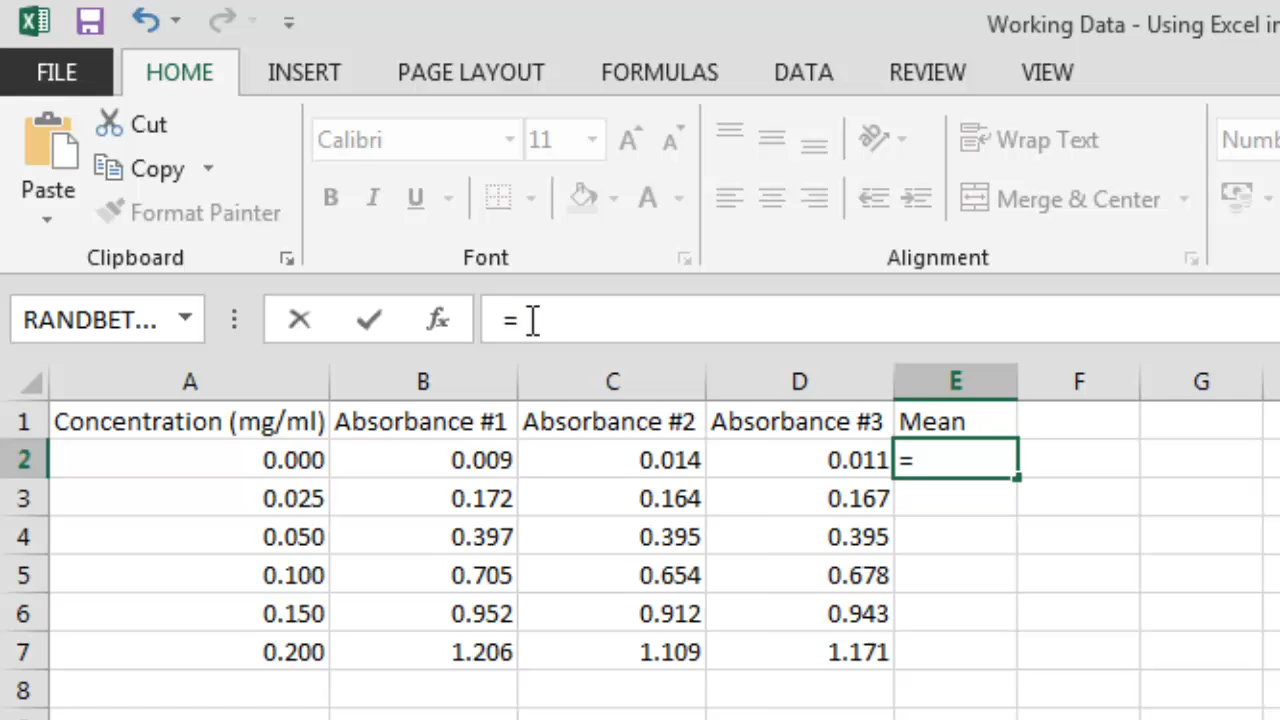 Working Data - Using Excel in
FILE HOME INSERT PAGE LAYOUT FORMULAS DATA REVIEW VIEW
Cut
Calibri 11 A A Wrap Text Numb
Copy
Paste B I U A Merge & Center
Format Painter
Clipboard Font Alignment
RANDBET... fx =
A B C D E F G
1 Concentration (mg/ml) Absorbance #1 Absorbance #2 Absorbance #3 Mean
2 0.000 0.009 0.014 0.011 =
3 0.025 0.172 0.164 0.167
4 0.050 0.397 0.395 0.395
5 0.100 0.705 0.654 0.678
6 0.150 0.952 0.912 0.943
7 0.200 1.206 1.109 1.171
8